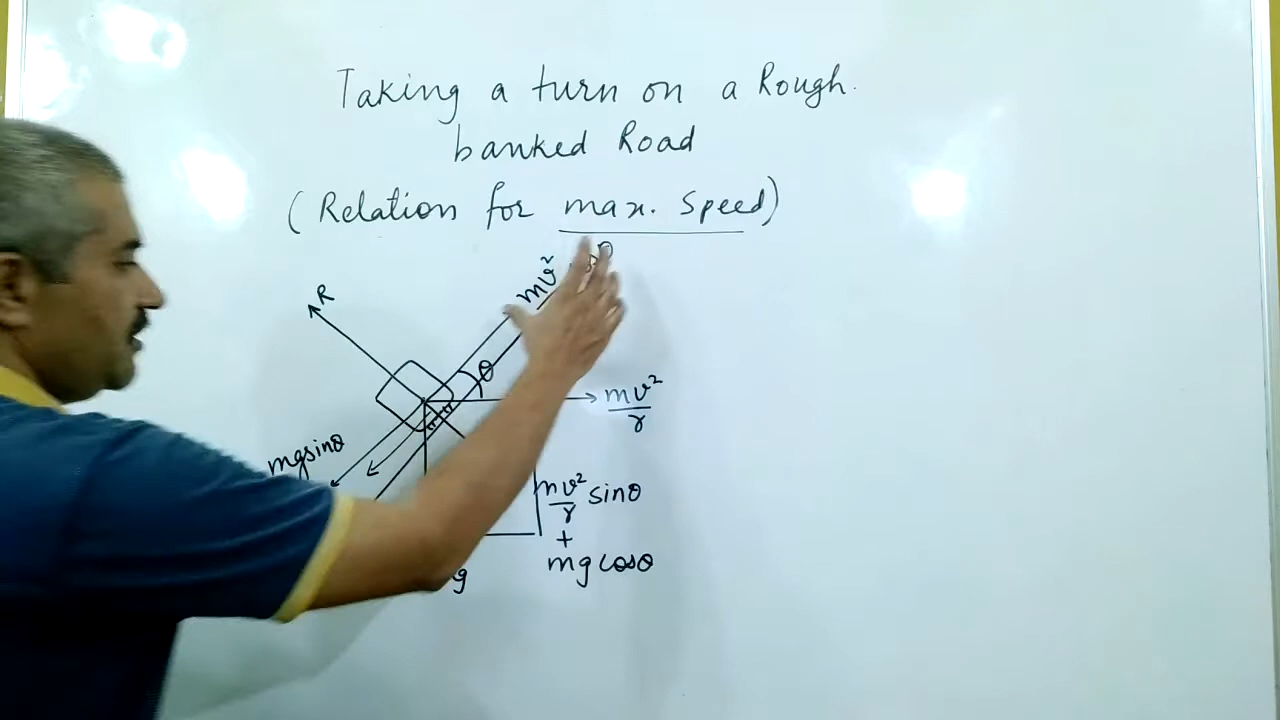 Taking a turn on a Rough.
banked Road
(Relation for max. Speed)
mv²
R
θ
mv²/r
mgsinθ
mv²/r sinθ
+
mg cosθ
g